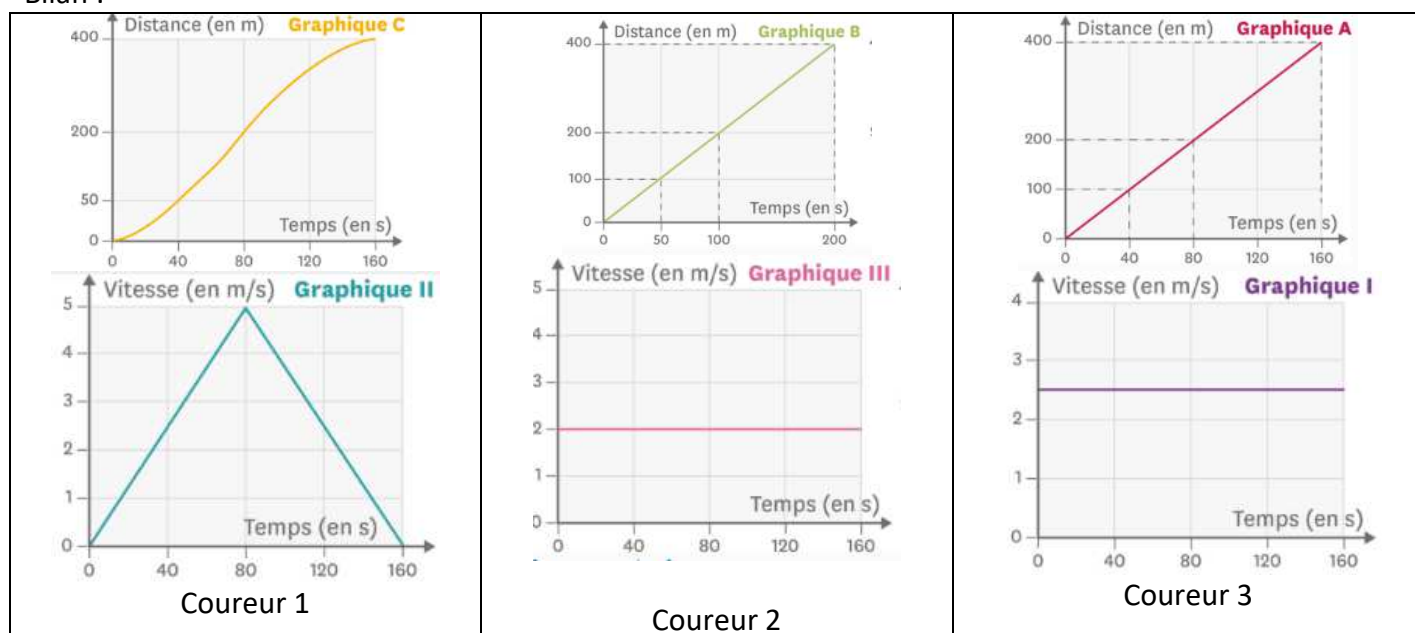 Bilan :
Distance (en m) Graphique C
400
200
50
0
Temps (en s)
0 40 80 120 160
Vitesse (en m/s) Graphique II
5
4
3
2
1
0
Temps (en s)
0 40 80 120 160
Coureur 1
Distance (en m) Graphique B
400
200
100
0
Temps (en s)
0 50 100 200
Vitesse (en m/s) Graphique III
5
4
3
2
1
0
Temps (en s)
0 40 80 120 160
Coureur 2
Distance (en m) Graphique A
400
200
100
0
Temps (en s)
0 40 80 120 160
Vitesse (en m/s) Graphique I
4
3
2
1
0
Temps (en s)
0 40 80 120 160
Coureur 3